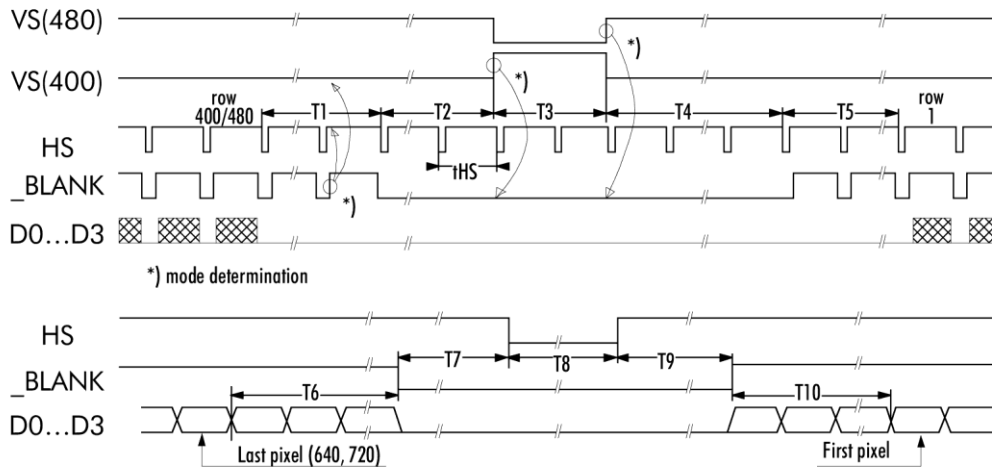 VS(480)
*)
VS(400)
*)
row
400/480
T1
T2
T3
T4
T5
row
1
HS
tHS
_BLANK
*)
D0...D3
*) mode determination
HS
T7
T8
T9
_BLANK
T6
T10
D0...D3
Last pixel (640, 720)
First pixel